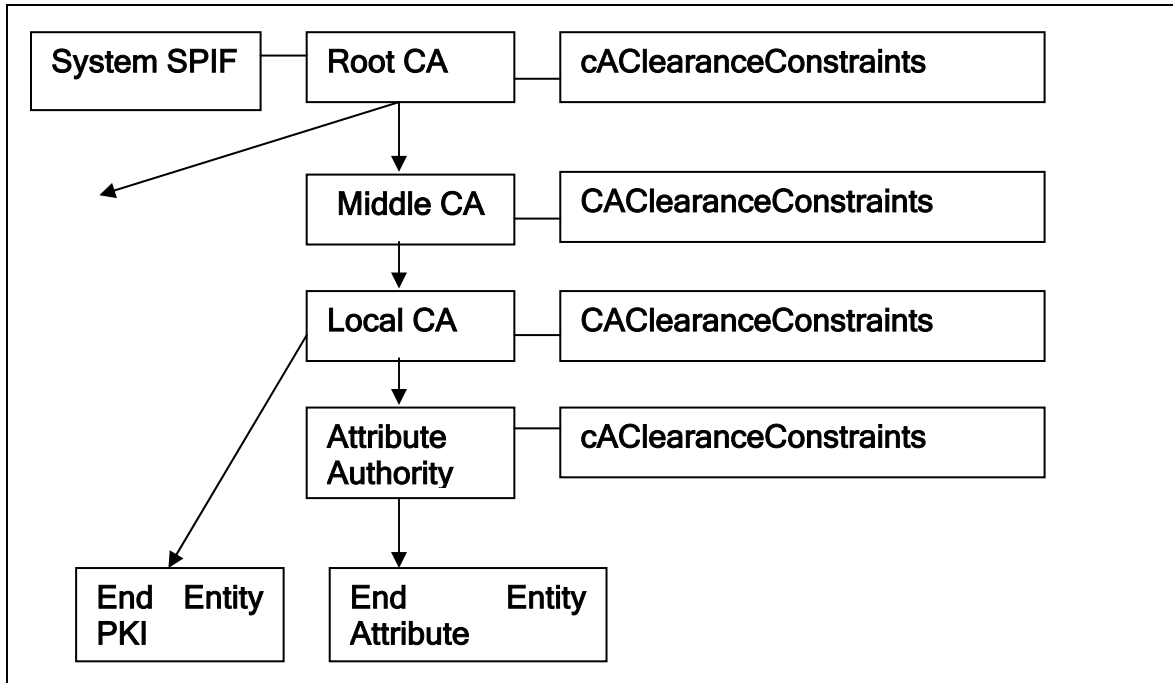 System SPIF
Root CA
cAClearanceConstraints
Middle CA
CAClearanceConstraints
Local CA
CAClearanceConstraints
Attribute
Authority
cAClearanceConstraints
End Entity
PKI
End Entity
Attribute